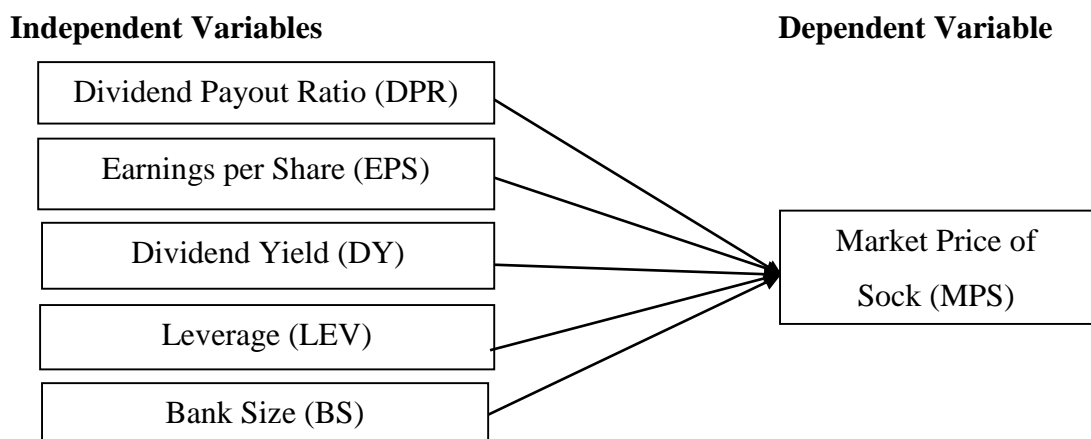 Independent Variables
Dependent Variable
Dividend Payout Ratio (DPR)
Earnings per Share (EPS)
Dividend Yield (DY)
Leverage (LEV)
Bank Size (BS)
Market Price of
Sock (MPS)